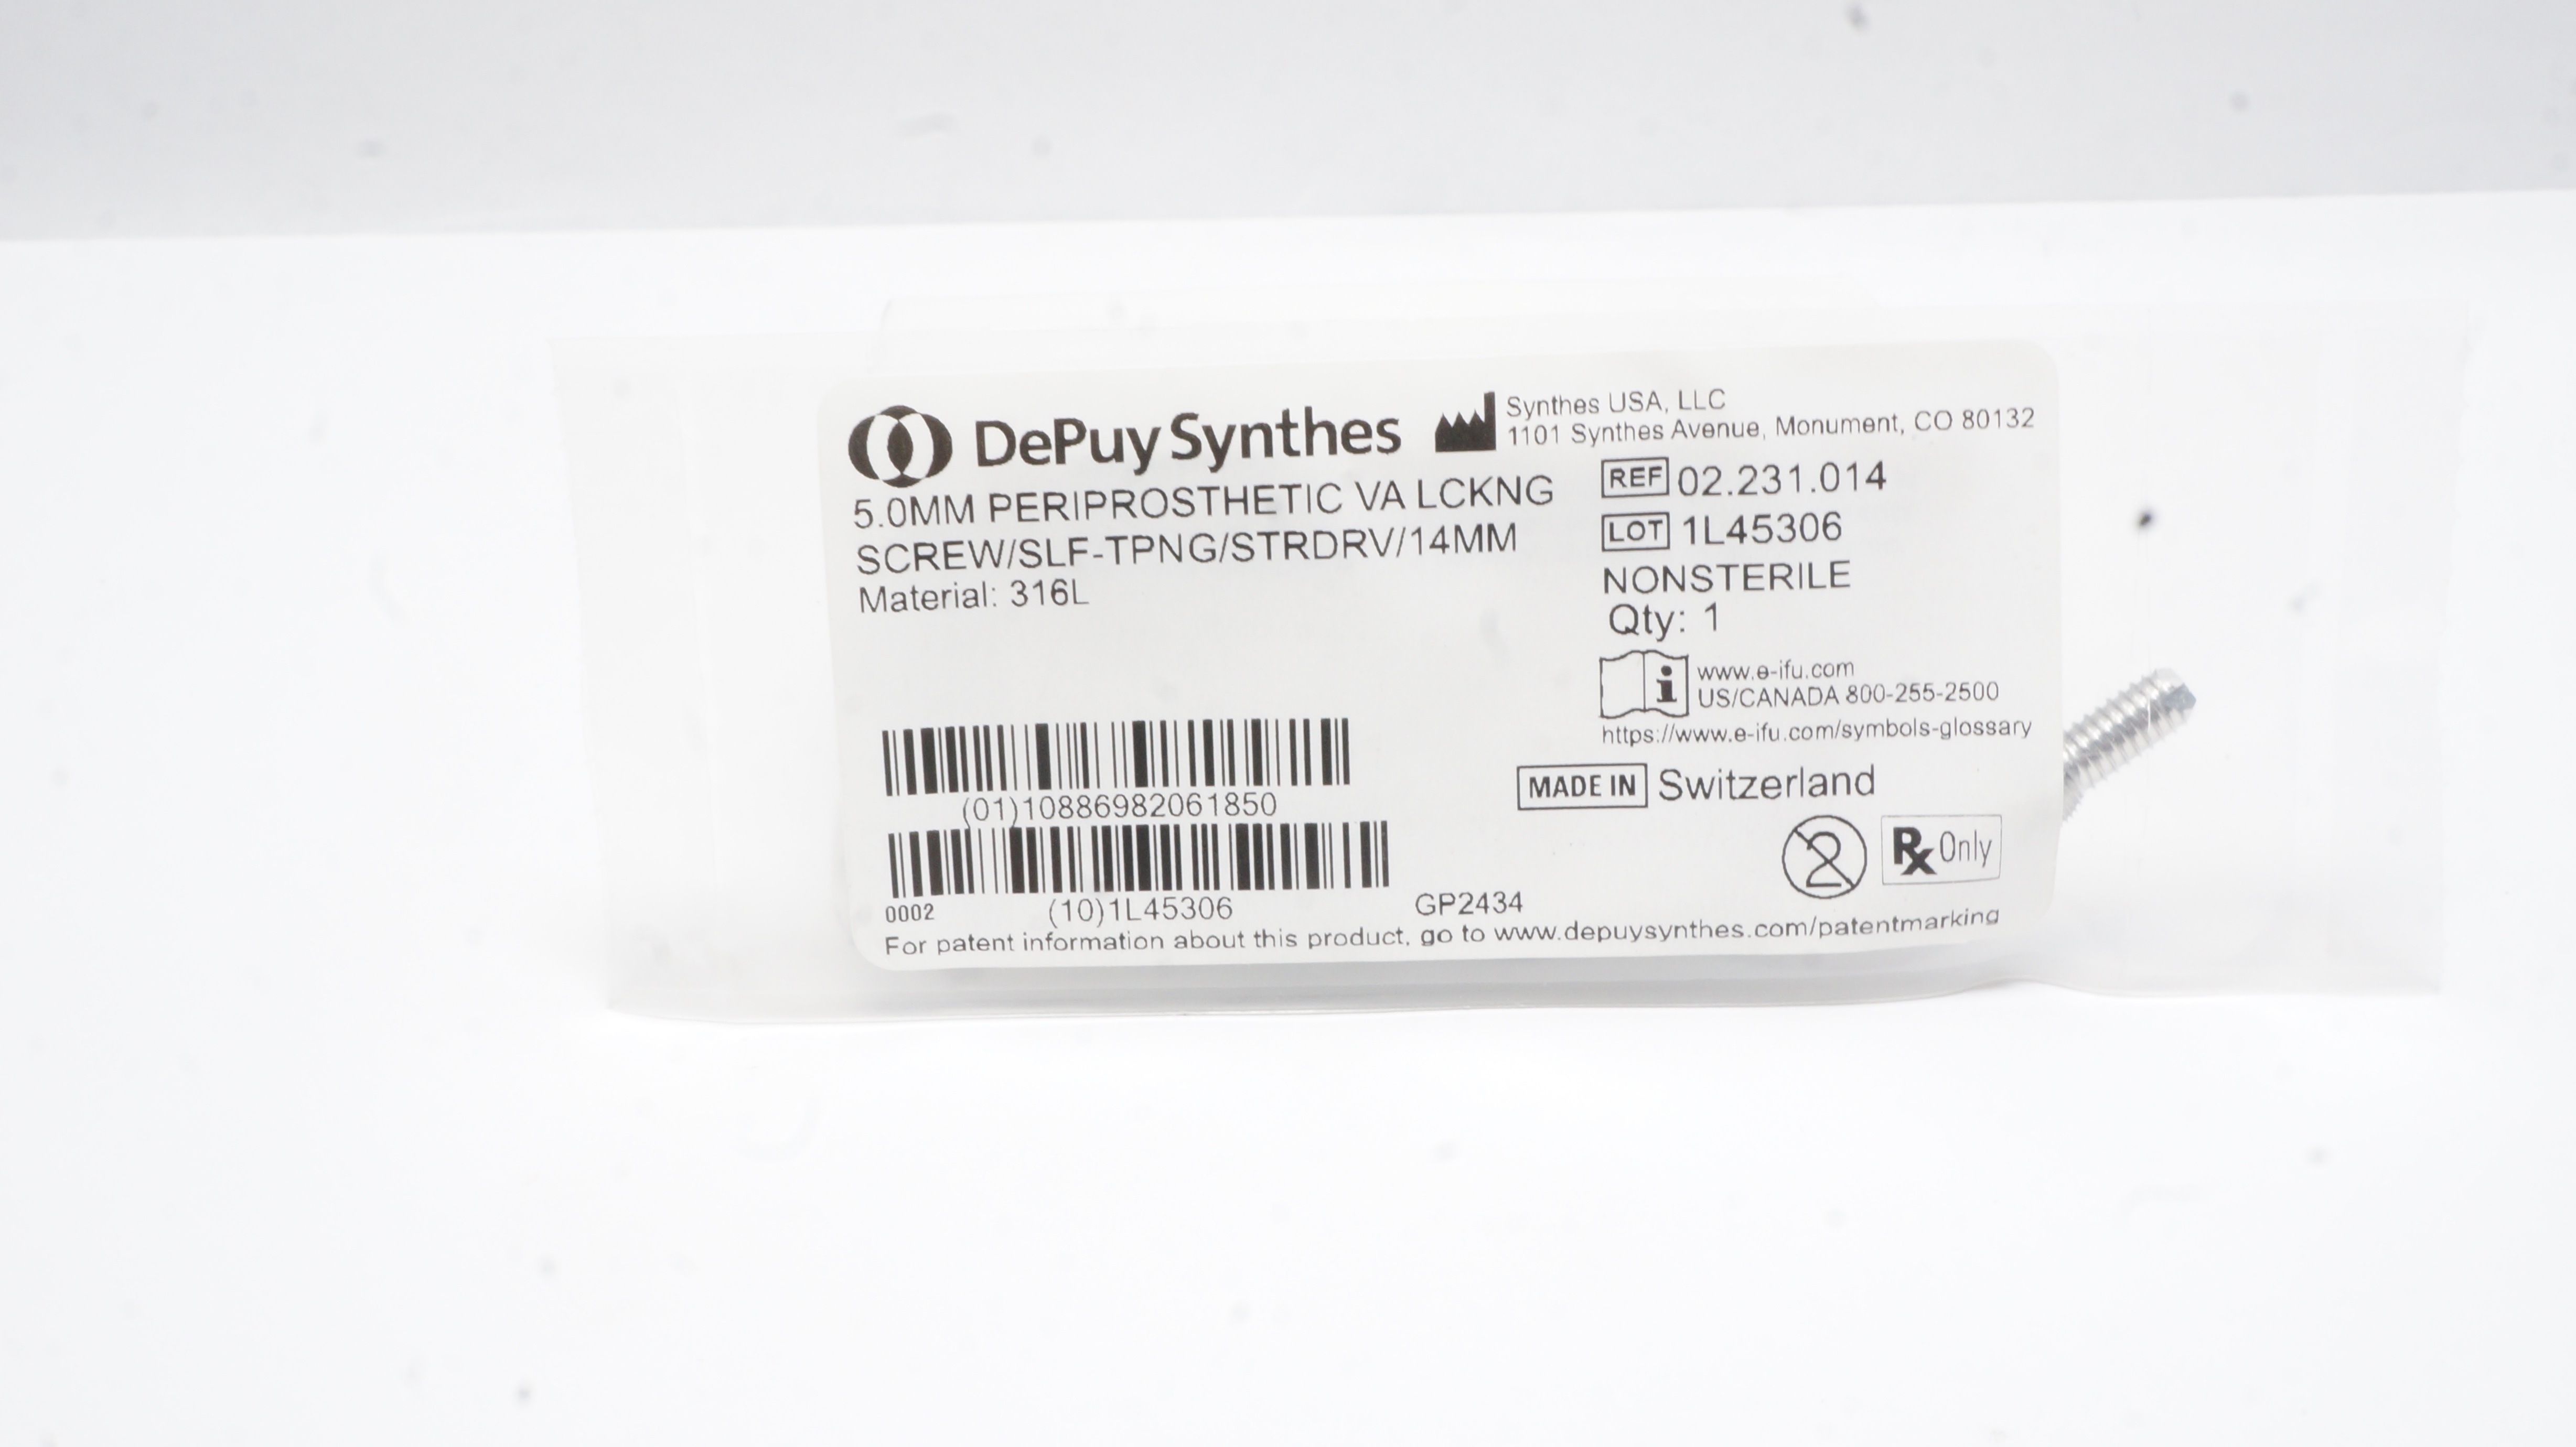 DePuy Synthes
Synthes USA, LLC
1101 Synthes Avenue, Monument, CO 80132
5.0MM PERIPROSTHETIC VA LCKNG
SCREW/SLF-TPNG/STRDRV/14MM
Material: 316L
REF 02.231.014
LOT 1L45306
NONSTERILE
Qty: 1
i www.e-ifu.com
US/CANADA 800-255-2500
https://www.e-ifu.com/symbols-glossary
MADE IN Switzerland
(01)10886982061850
2 Rx Only
0002 (10)1L45306 GP2434
For patent information about this product, go to www.depuysynthes.com/patentmarking